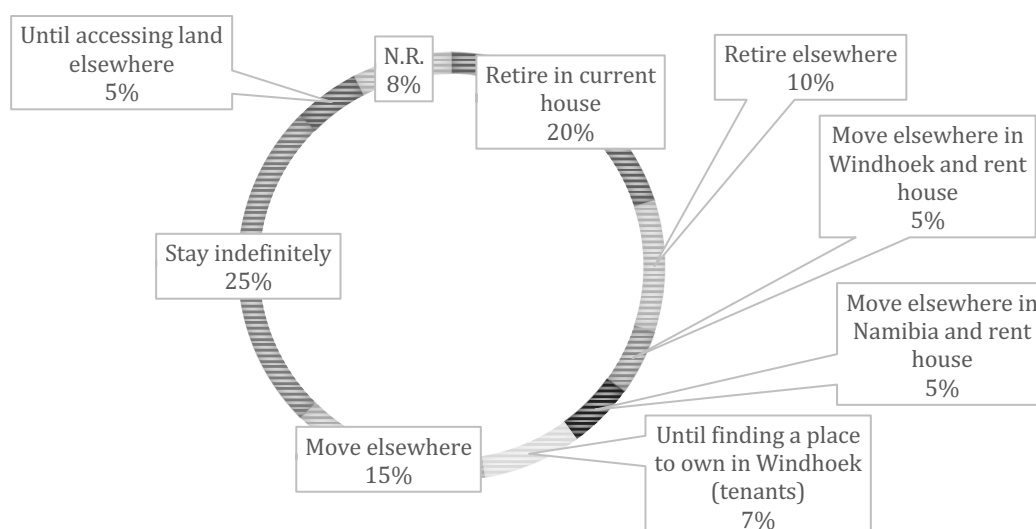 Until accessing land
elsewhere
5%
N.R.
8%
Retire in current
house
20%
Retire elsewhere
10%
Move elsewhere in
Windhoek and rent
house
5%
Move elsewhere in
Namibia and rent
house
5%
Until finding a place
to own in Windhoek
(tenants)
7%
Move elsewhere
15%
Stay indefinitely
25%